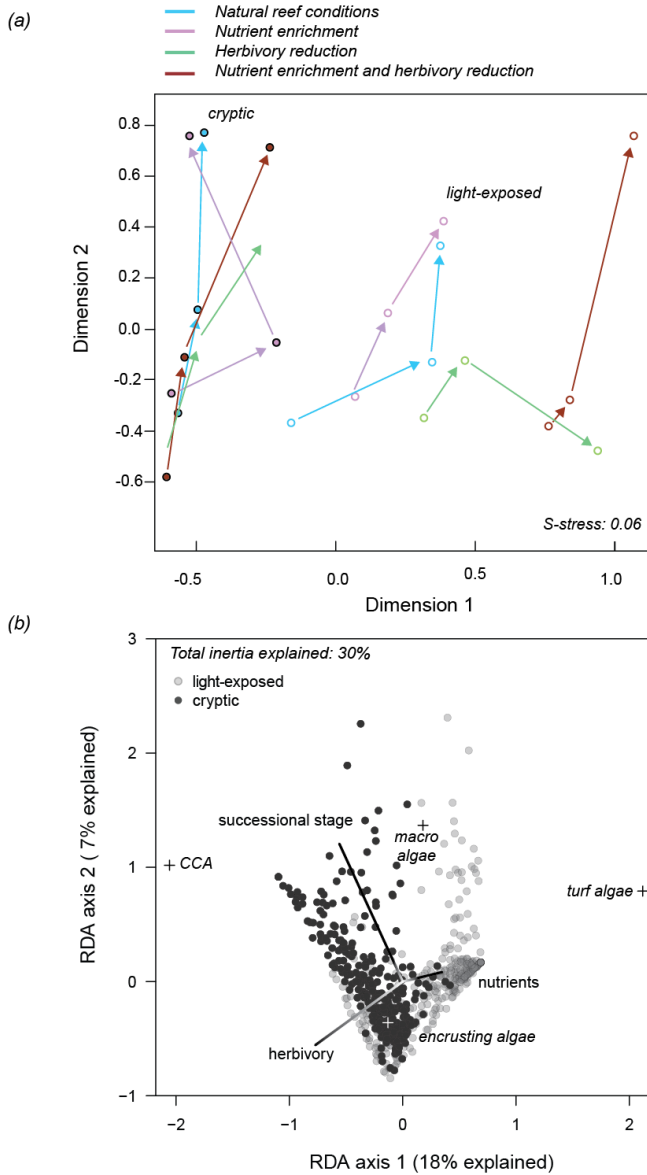 (a)
Natural reef conditions
Nutrient enrichment
Herbivory reduction
Nutrient enrichment and herbivory reduction
cryptic
light-exposed
0.8
0.6
0.4
0.2
0.0
-0.2
-0.4
-0.6
Dimension 2
S-stress: 0.06
-0.5
0.0
0.5
1.0
Dimension 1
(b)
3
2
1
0
−1
RDA axis 2 ( 7% explained)
Total inertia explained: 30%
light-exposed
cryptic
successional stage
macro
algae
CCA
turf algae
nutrients
encrusting algae
herbivory
−2
−1
0
1
2
RDA axis 1 (18% explained)